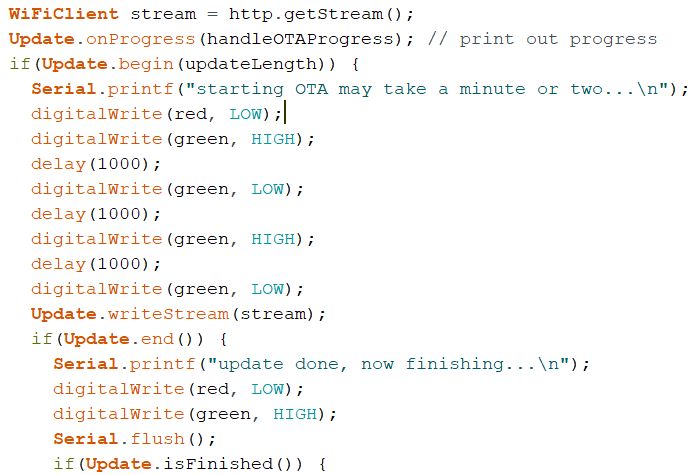 WiFiClient stream = http.getStream();
Update.onProgress(handleOTAProgress); // print out progress
if(Update.begin(updateLength)) {
Serial.printf("starting OTA may take a minute or two...\n");
digitalWrite(red, LOW);
digitalWrite(green, HIGH);
delay(1000);
digitalWrite(green, LOW);
delay(1000);
digitalWrite(green, HIGH);
delay(1000);
digitalWrite(green, LOW);
Update.writeStream(stream);
if(Update.end()) {
Serial.printf("update done, now finishing...\n");
digitalWrite(red, LOW);
digitalWrite(green, HIGH);
Serial.flush();
if(Update.isFinished()) {